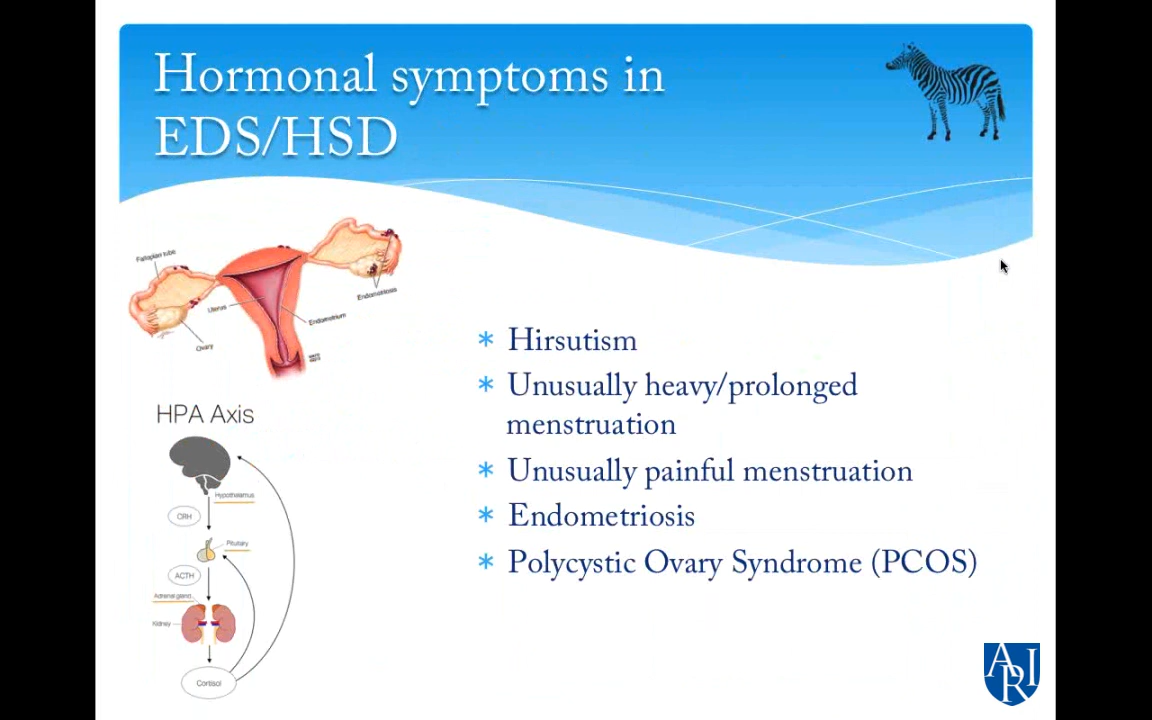 Hormonal symptoms in
EDS/HSD
Fallopian tube
Uterus
Endometriosis
Endometrium
Ovary
* Hirsutism
* Unusually heavy/prolonged
menstruation
* Unusually painful menstruation
* Endometriosis
* Polycystic Ovary Syndrome (PCOS)
HPA Axis
Hypothalamus
CRH
Pituitary
ACTH
Adrenal gland
Kidney
Cortisol
ARI